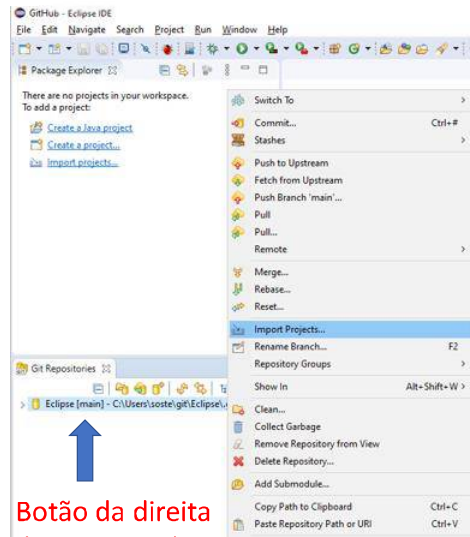 GitHub - Eclipse IDE
File Edit Navigate Search Project Run Window Help
Package Explorer
There are no projects in your workspace.
To add a project:
Create a Java project
Create a project...
Import projects...
Switch To
Commit... Ctrl+#
Stashes
Push to Upstream
Fetch from Upstream
Push Branch 'main'...
Pull
Pull...
Remote
Merge...
Rebase...
Reset...
Import Projects...
Rename Branch... F2
Repository Groups
Show In Alt+Shift+W
Clean...
Collect Garbage
Remove Repository from View
Delete Repository...
Add Submodule...
Copy Path to Clipboard Ctrl+C
Paste Repository Path or URI Ctrl+V
Git Repositories
Eclipse [main] - C:\Users\soste\git\Eclipse\
Botão da direita